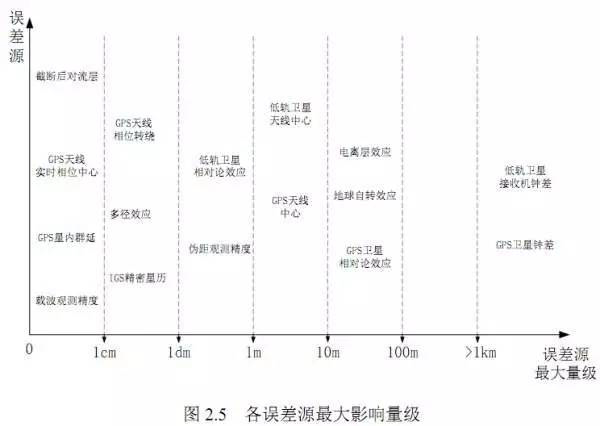 误
差
源
截断后对流层
GPS天线
实时相位中心
GPS星内群延
载波观测精度
GPS天线
相位转绕
多径效应
IGS精密星历
低轨卫星
相对论效应
伪距观测精度
低轨卫星
天线中心
GPS天线
中心
电离层效应
地球自转效应
GPS卫星
相对论效应
低轨卫星
接收机钟差
GPS卫星钟差
0
1cm
1dm
1m
10m
100m
>1km
误差源
最大量级
图 2.5 各误差源最大影响量级